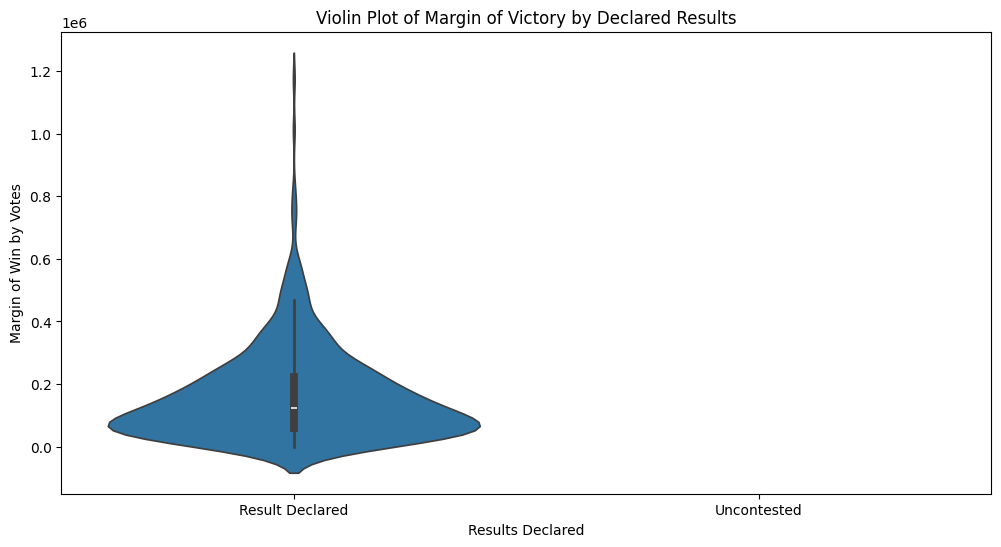 Violin Plot of Margin of Victory by Declared Results
1e6
1.2
1.0
0.8
0.6
0.4
0.2
0.0
Margin of Win by Votes
Result Declared
Uncontested
Results Declared